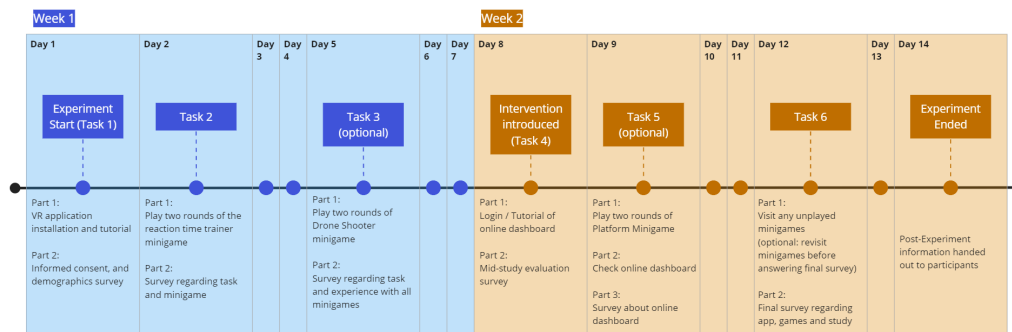 Week 1
Week 2
Day 1
Day 2
Day
3
Day
4
Day 5
Day
6
Day
7
Day 8
Day 9
Day
10
Day
11
Day 12
Day
13
Day 14
Experiment
Start (Task 1)
Task 2
Task 3
(optional)
Intervention
introduced
(Task 4)
Task 5
(optional)
Task 6
Experiment
Ended
Part 1:
VR application
installation and tutorial
Part 2:
Informed consent, and
demographics survey
Part 1:
Play two rounds of the
reaction time trainer
minigame
Part 2:
Survey regarding task
and minigame
Part 1:
Play two rounds of
Drone Shooter
minigame
Part 2:
Survey regarding task
and experience with all
minigames
Part 1:
Login / Tutorial of
online dashboard
Part 2:
Mid-study evaluation
survey
Part 1:
Play two rounds of
Platform Minigame
Part 2:
Check online dashboard
Part 3:
Survey about online
dashboard
Part 1:
Visit any unplayed
minigames
(optional: revisit
minigames before
answering final survey)
Part 2:
Final survey regarding
app, games and study
Post-Experiment
information handed
out to participants